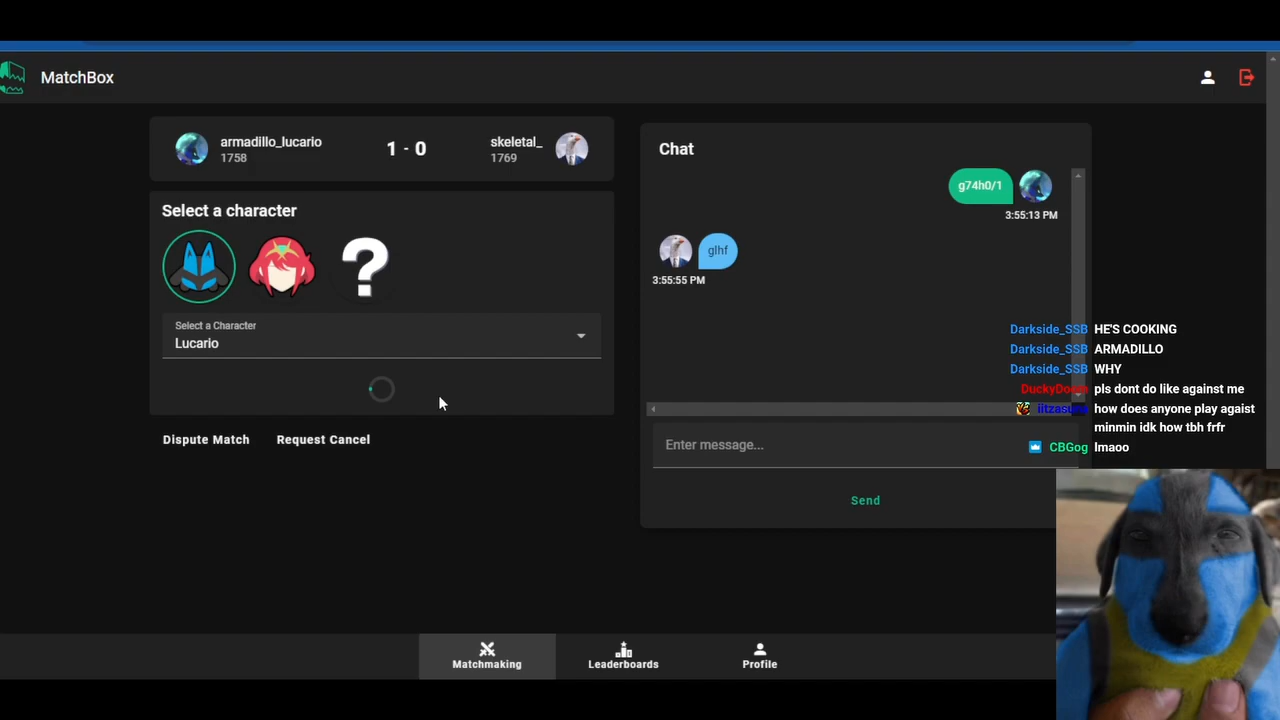 MatchBox
armadillo_lucario
1758
1 - 0
skeletal_
1769
Select a character
Select a Character
Lucario
Dispute Match
Request Cancel
Chat
g74h0/1
3:55:13 PM
glhf
3:55:55 PM
Enter message...
Send
Darkside_SSB HE'S COOKING
Darkside_SSB ARMADILLO
Darkside_SSB WHY
pls dont do like against me
how does anyone play agaist
minmin idk how tbh frfr
CBGog lmaoo
Matchmaking
Leaderboards
Profile